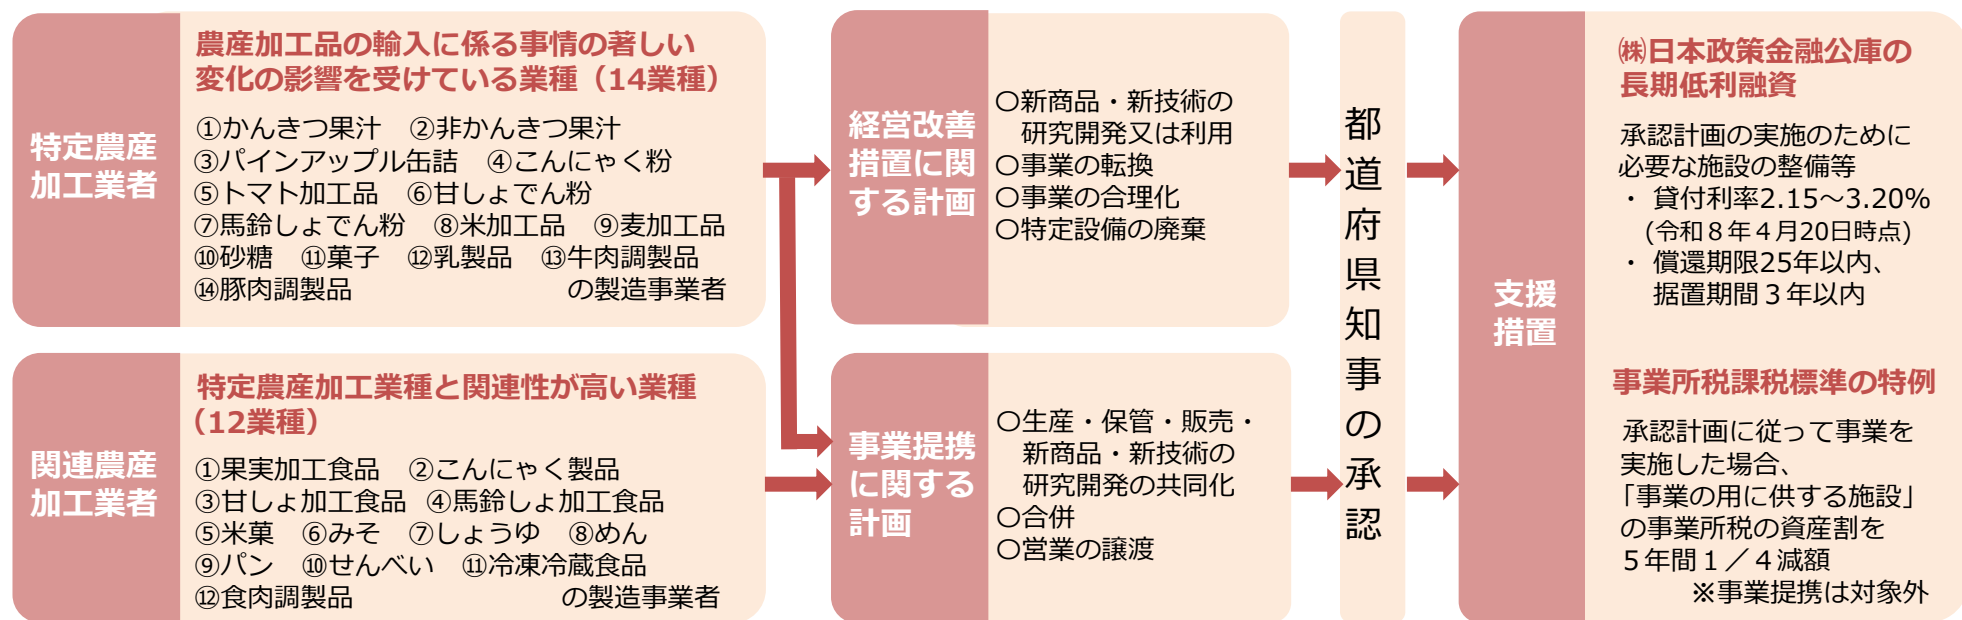 特定農産
加工業者
農産加工品の輸入に係る事情の著しい
変化の影響を受けている業種（14業種）
①かんきつ果汁　②非かんきつ果汁
③パインアップル缶詰　④こんにゃく粉
⑤トマト加工品　⑥甘しょでん粉
⑦馬鈴しょでん粉　⑧米加工品　⑨麦加工品
⑩砂糖　⑪菓子　⑫乳製品　⑬牛肉調製品
⑭豚肉調製品　の製造事業者
関連農産
加工業者
特定農産加工業種と関連性が高い業種
（12業種）
①果実加工食品　②こんにゃく製品
③甘しょ加工食品　④馬鈴しょ加工食品
⑤米菓　⑥みそ　⑦しょうゆ　⑧めん
⑨パン　⑩せんべい　⑪冷凍冷蔵食品
⑫食肉調製品　の製造事業者
経営改善
措置に関
する計画
〇新商品・新技術の
研究開発又は利用
〇事業の転換
〇事業の合理化
〇特定設備の廃棄
事業提携
に関する
計画
〇生産・保管・販売・
新商品・新技術の
研究開発の共同化
〇合併
〇営業の譲渡
都道府県知事の承認
支援
措置
㈱日本政策金融公庫の
長期低利融資
承認計画の実施のために
必要な施設の整備等
・ 貸付利率2.15～3.20%
(令和８年４月20日時点)
・ 償還期限25年以内、
据置期間３年以内
事業所税課税標準の特例
承認計画に従って事業を
実施した場合、
「事業の用に供する施設」
の事業所税の資産割を
５年間１／４減額
※事業提携は対象外